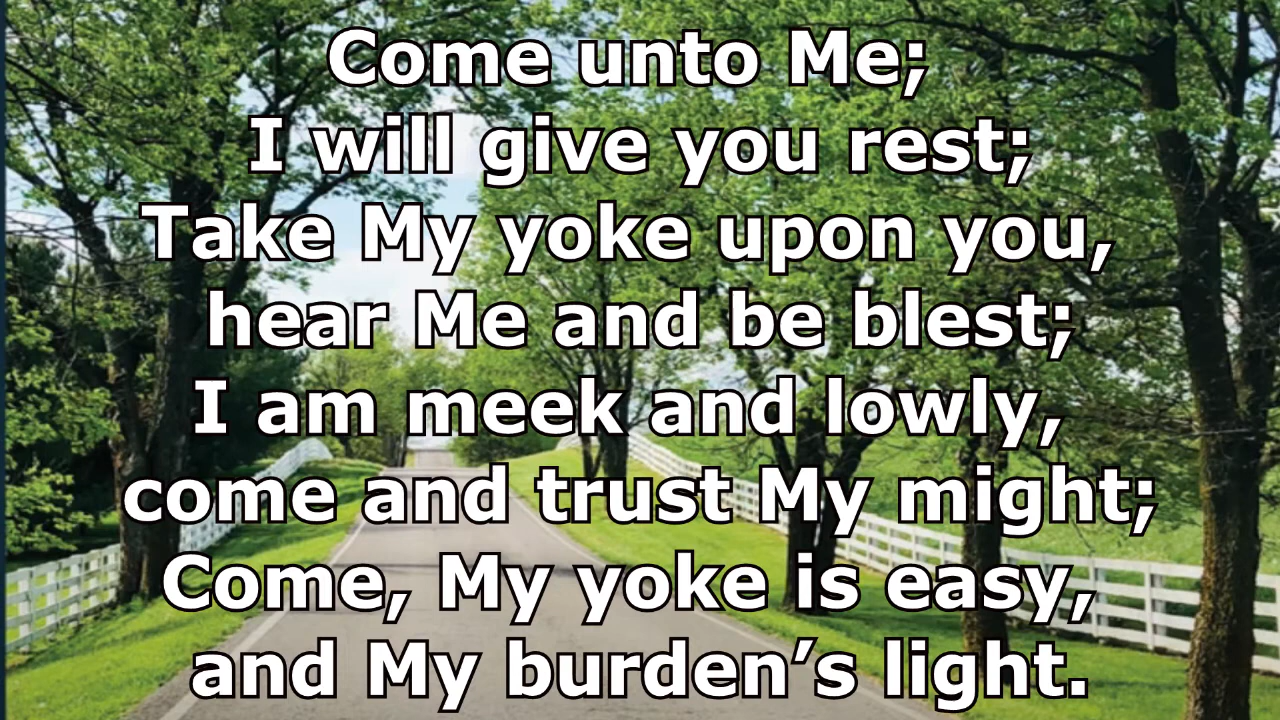 Come unto Me;
I will give you rest;
Take My yoke upon you,
hear Me and be blest;
I am meek and lowly,
come and trust My might;
Come, My yoke is easy,
and My burden’s light.